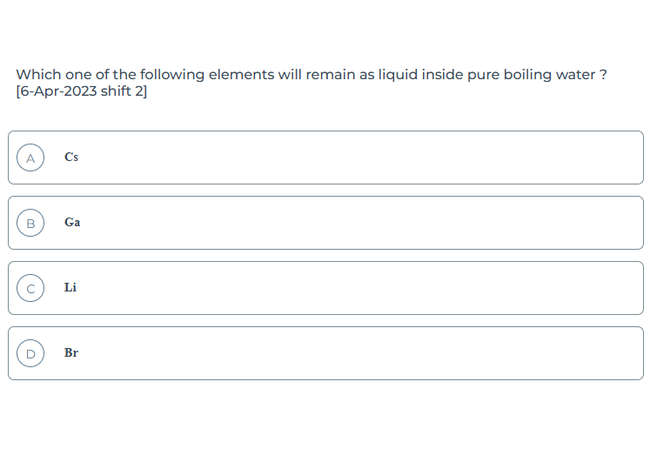 Which one of the following elements will remain as liquid inside pure boiling water ?
[6-Apr-2023 shift 2]
A Cs
B Ga
C Li
D Br